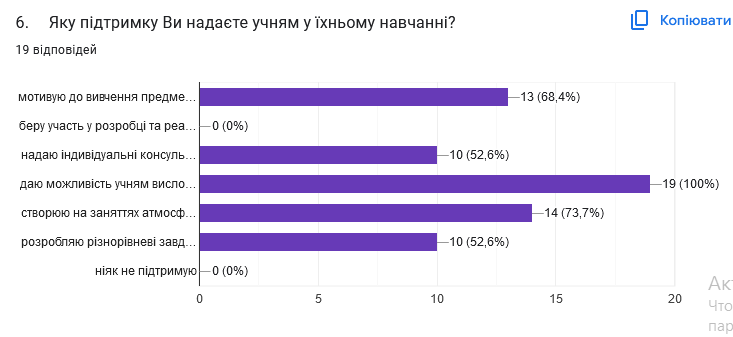 6. Яку підтримку Ви надаєте учням у їхньому навчанні?
Копіювати
19 відповідей
мотивую до вивчення предме... 13 (68,4%)
беру участь у розробці та реа... 0 (0%)
надаю індивідуальні консуль... 10 (52,6%)
даю можливість учням висло... 19 (100%)
створюю на заняттях атмосф... 14 (73,7%)
розробляю різнорівневі завд... 10 (52,6%)
ніяк не підтримую 0 (0%)
0 5 10 15 20
Ак
Что
пар